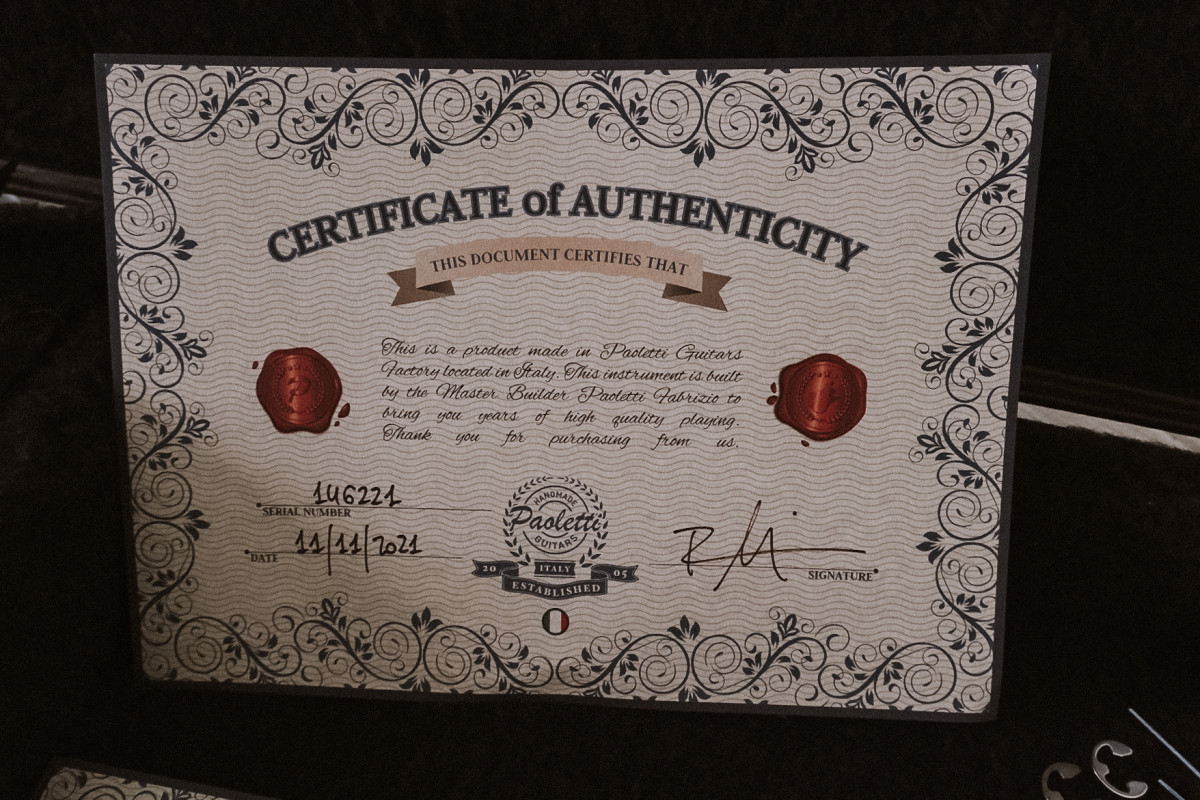 CERTIFICATE of AUTHENTICITY
THIS DOCUMENT CERTIFIES THAT
This is a product made in Paoletti Guitars
Factory located in Italy. This instrument is built
by the Master Builder Paoletti Fabrizio to
bring you years of high quality playing.
Thank you for purchasing from us.
SERIAL NUMBER 146221
DATE 11/11/2021
HANDMADE
Paoletti
GUITARS
20 ITALY 05
ESTABLISHED
SIGNATURE